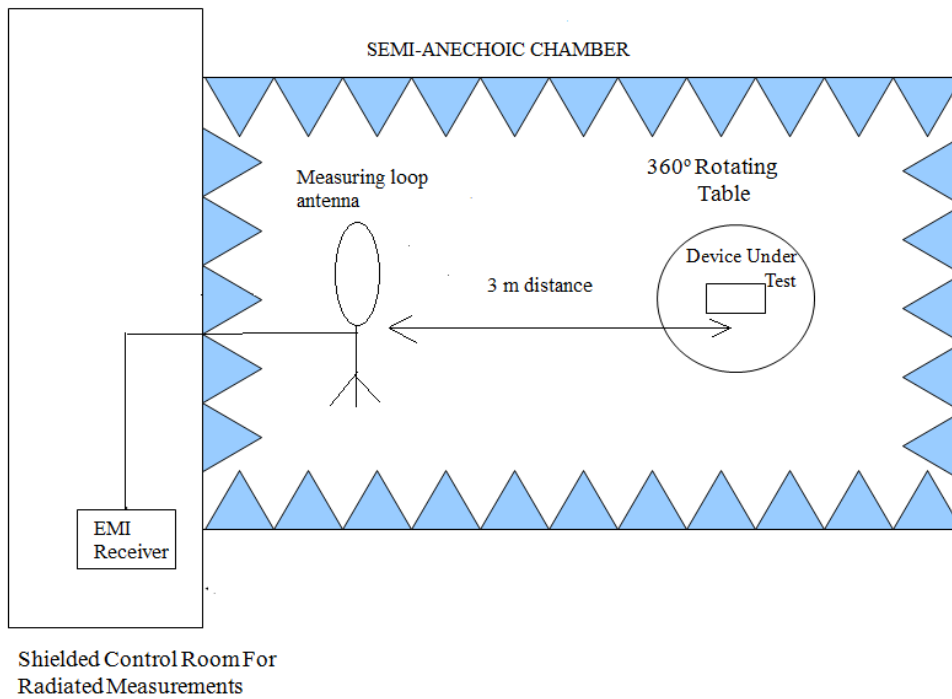 SEMI-ANECHOIC CHAMBER
Measuring loop
antenna
360º Rotating
Table
Device Under
Test
3 m distance
EMI
Receiver
Shielded Control Room For
Radiated Measurements